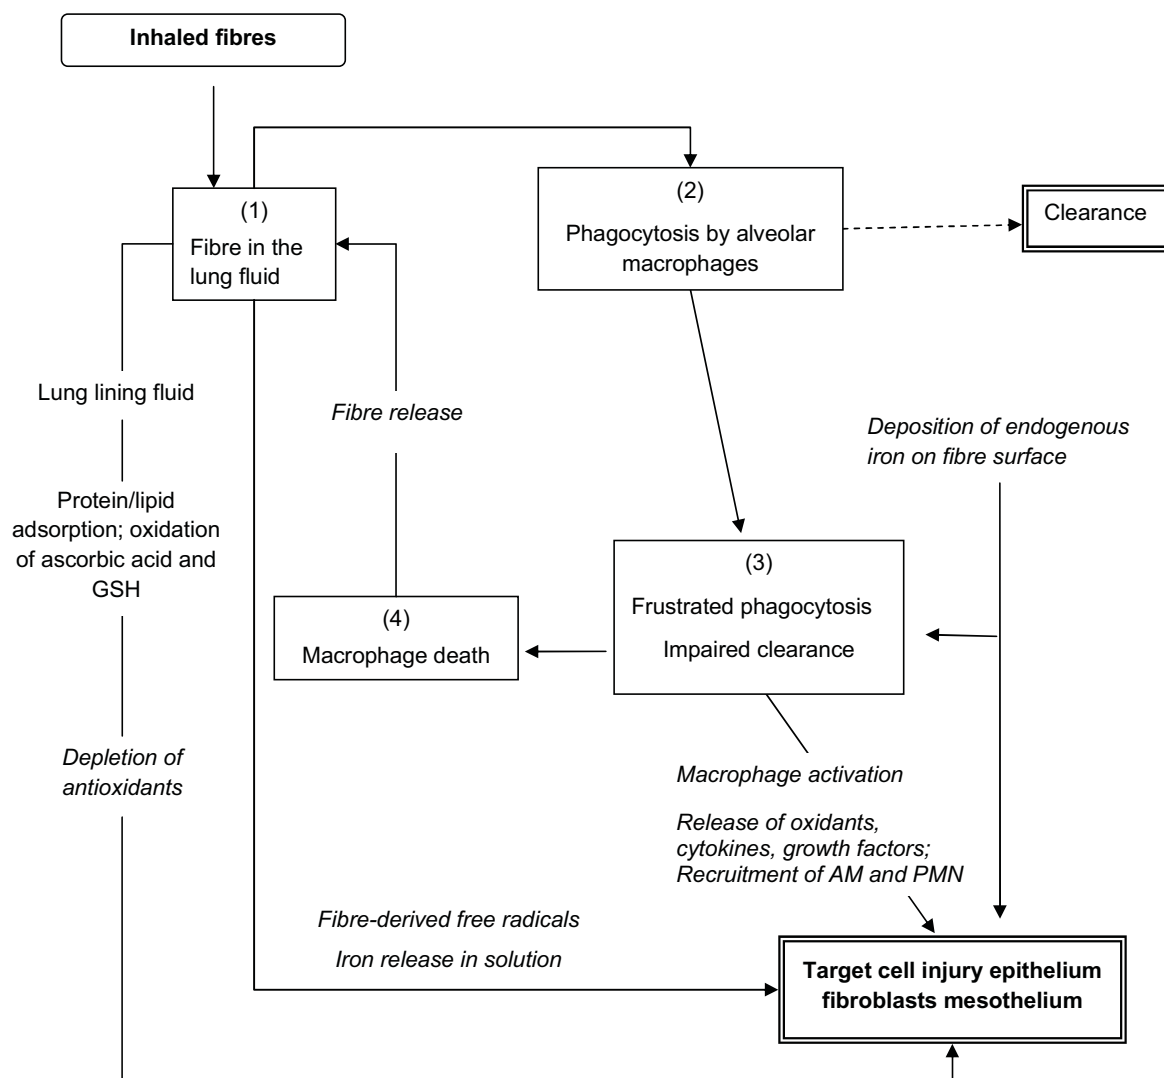 Inhaled fibres
(1)
Fibre in the
lung fluid
(2)
Phagocytosis by alveolar
macrophages
Clearance
Lung lining fluid
Fibre release
Deposition of endogenous
iron on fibre surface
Protein/lipid
adsorption; oxidation
of ascorbic acid and
GSH
(3)
Frustrated phagocytosis
Impaired clearance
(4)
Macrophage death
Depletion of
antioxidants
Macrophage activation
Release of oxidants,
cytokines, growth factors;
Recruitment of AM and PMN
Fibre-derived free radicals
Iron release in solution
Target cell injury epithelium
fibroblasts mesothelium